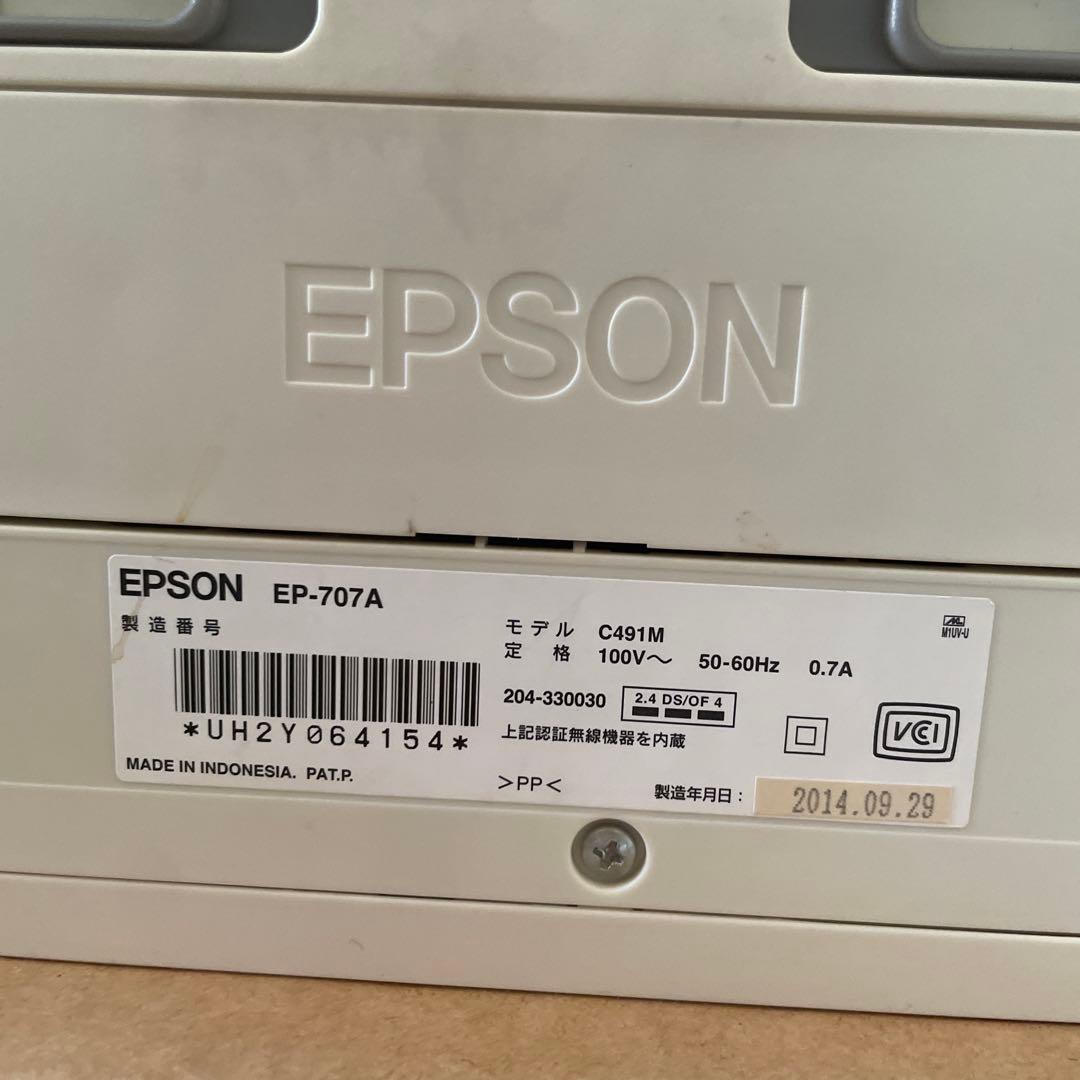 EPSON
EPSON EP-707A
製造番号
*UH2Y064154*
MADE IN INDONESIA. PAT.P.
モデル C491M
定格 100V～ 50-60Hz 0.7A
204-330030 2.4 DS/OF 4
上記認証無線機器を内蔵
>PP<
M1UV-U
VCI
製造年月日： 2014.09.29